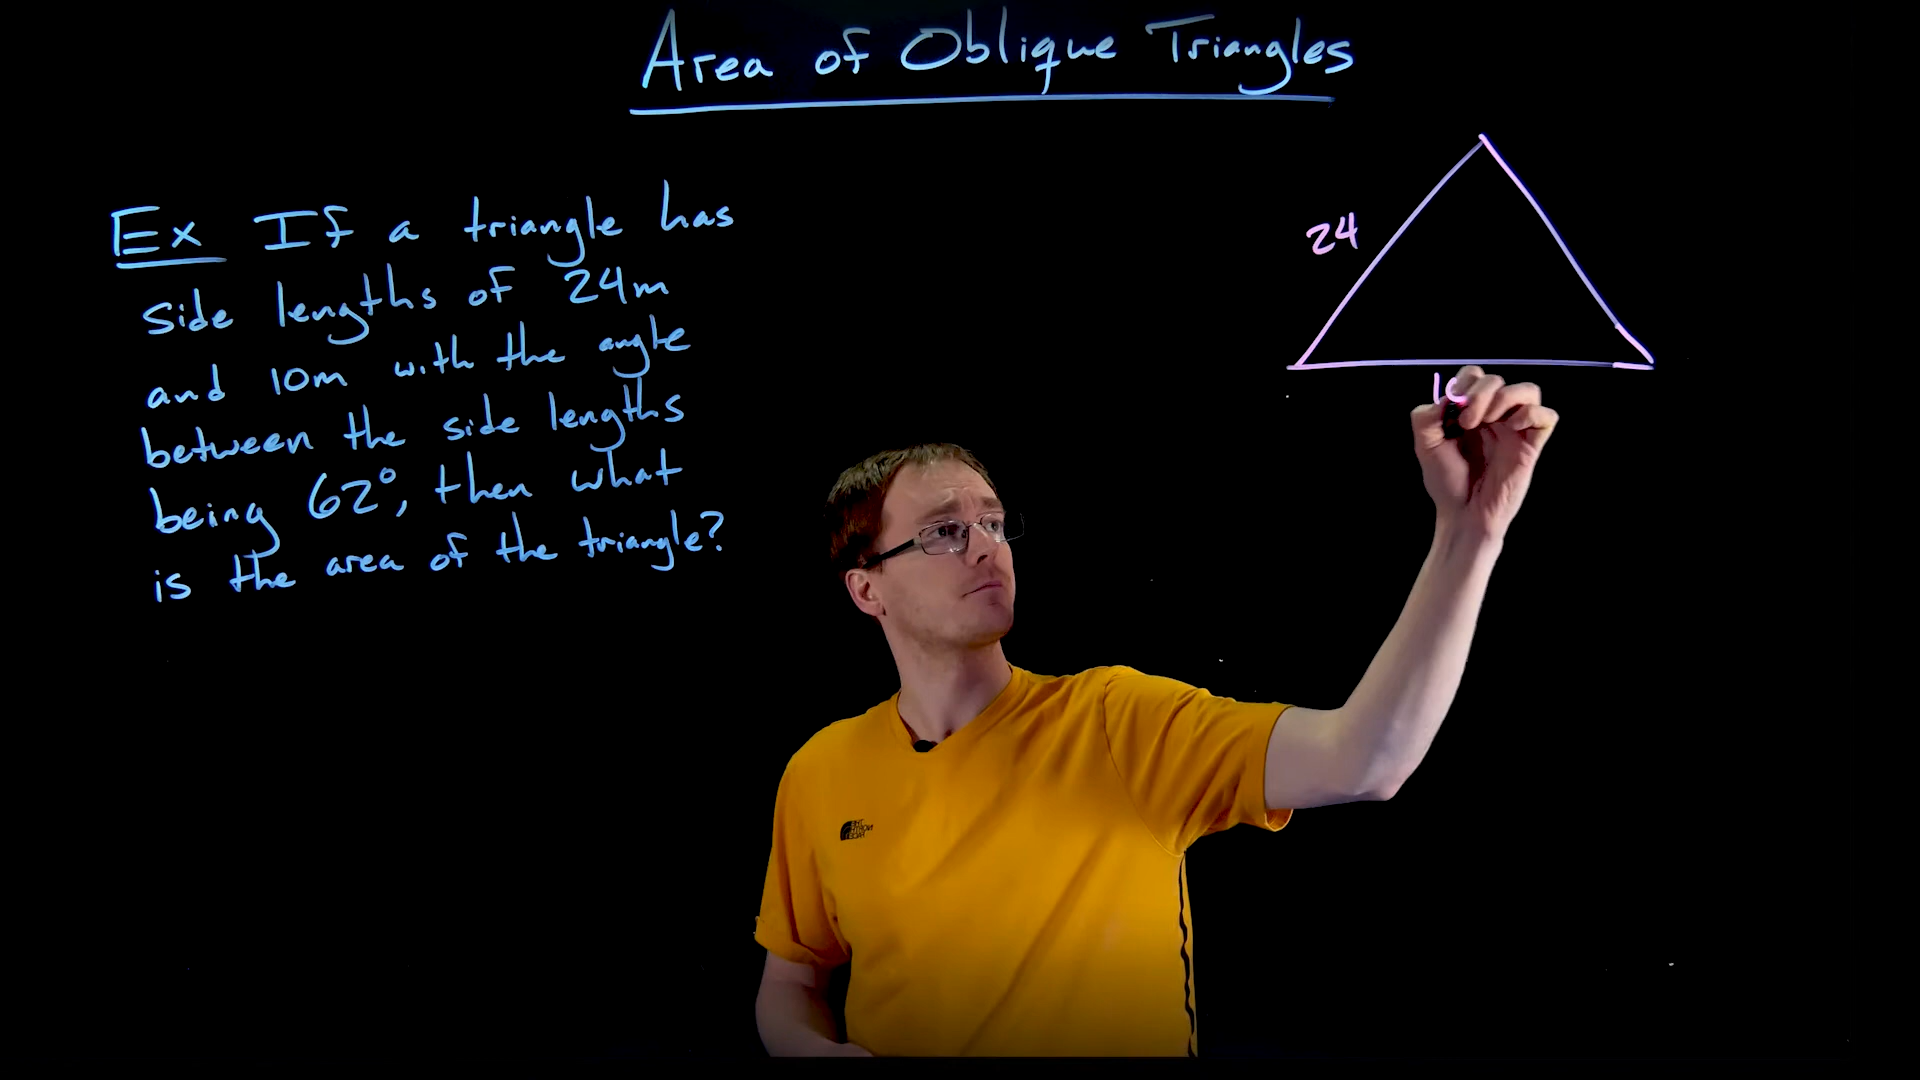 Area of Oblique Triangles
Ex If a triangle has
side lengths of 24m
and 10m with the angle
between the side lengths
being 62°, then what
is the area of the triangle?
24